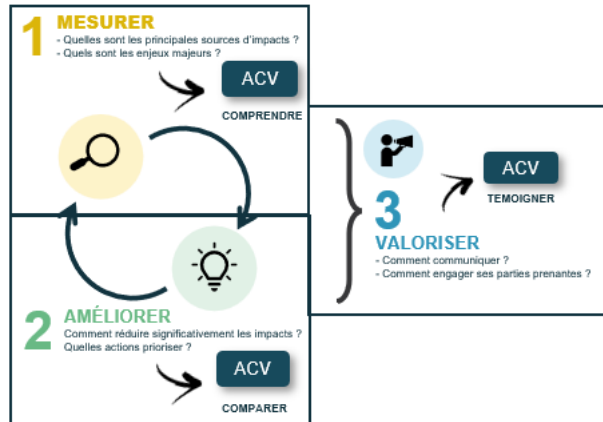 1
MESURER
- Quelles sont les principales sources d'impacts ?
- Quels sont les enjeux majeurs ?
ACV
COMPRENDRE
2
AMÉLIORER
Comment réduire significativement les impacts ?
Quelles actions prioriser ?
ACV
COMPARER
3
VALORISER
- Comment communiquer ?
- Comment engager ses parties prenantes ?
ACV
TEMOIGNER